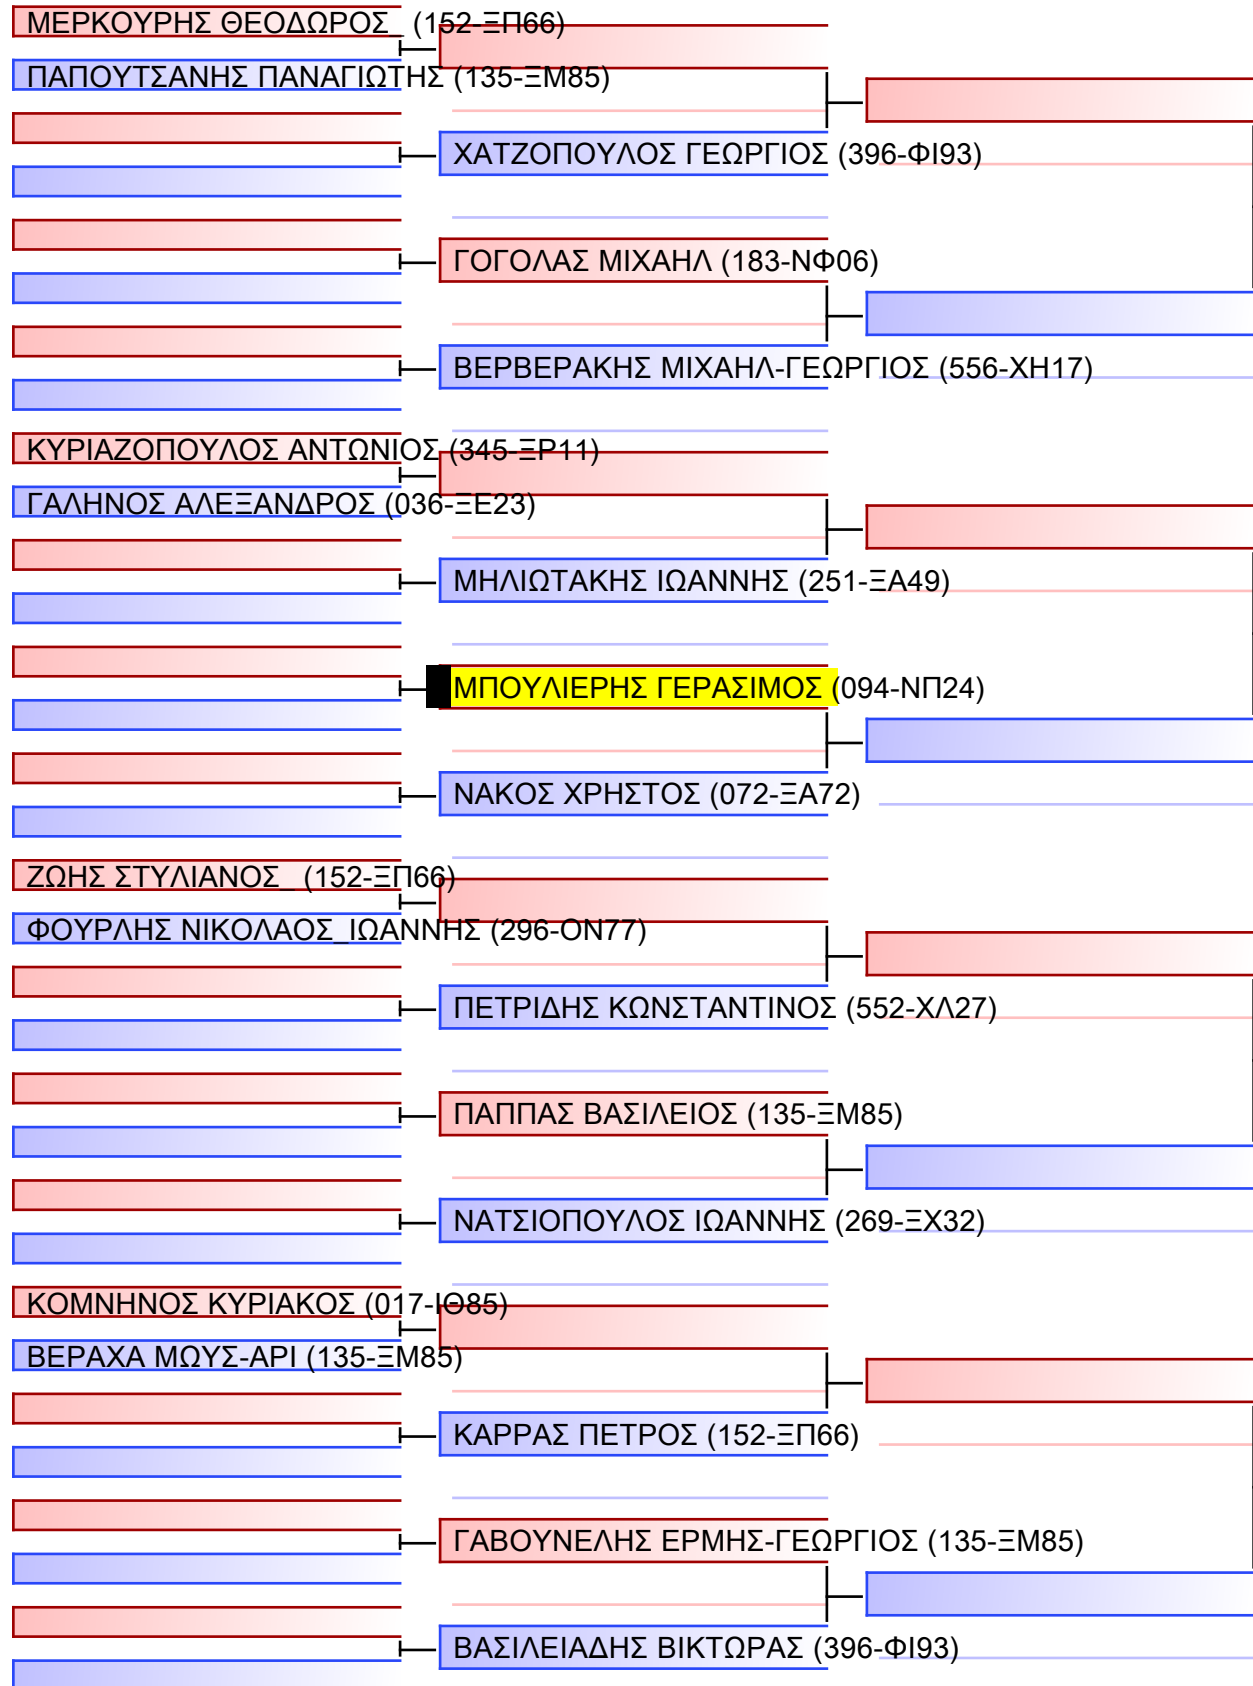 ΜΕΡΚΟΥΡΗΣ ΘΕΟΔΩΡΟΣ_ (152-ΞΠ66)
ΠΑΠΟΥΤΣΑΝΗΣ ΠΑΝΑΓΙΩΤΗΣ (135-ΞΜ85)
ΧΑΤΖΟΠΟΥΛΟΣ ΓΕΩΡΓΙΟΣ (396-ΦΙ93)
ΓΟΓΟΛΑΣ ΜΙΧΑΗΛ (183-ΝΦ06)
ΒΕΡΒΕΡΑΚΗΣ ΜΙΧΑΗΛ-ΓΕΩΡΓΙΟΣ (556-ΧΗ17)
ΚΥΡΙΑΖΟΠΟΥΛΟΣ ΑΝΤΩΝΙΟΣ (345-ΞΡ11)
ΓΑΛΗΝΟΣ ΑΛΕΞΑΝΔΡΟΣ (036-ΞΕ23)
ΜΗΛΙΩΤΑΚΗΣ ΙΩΑΝΝΗΣ (251-ΞΑ49)
ΜΠΟΥΛΙΕΡΗΣ ΓΕΡΑΣΙΜΟΣ (094-ΝΠ24)
ΝΑΚΟΣ ΧΡΗΣΤΟΣ (072-ΞΑ72)
ΖΩΗΣ ΣΤΥΛΙΑΝΟΣ_ (152-ΞΠ66)
ΦΟΥΡΛΗΣ ΝΙΚΟΛΑΟΣ_ΙΩΑΝΝΗΣ (296-ΟΝ77)
ΠΕΤΡΙΔΗΣ ΚΩΝΣΤΑΝΤΙΝΟΣ (552-ΧΛ27)
ΠΑΠΠΑΣ ΒΑΣΙΛΕΙΟΣ (135-ΞΜ85)
ΝΑΤΣΙΟΠΟΥΛΟΣ ΙΩΑΝΝΗΣ (269-ΞΧ32)
ΚΟΜΝΗΝΟΣ ΚΥΡΙΑΚΟΣ (017-ΙΘ85)
ΒΕΡΑΧΑ ΜΩΥΣ-ΑΡΙ (135-ΞΜ85)
ΚΑΡΡΑΣ ΠΕΤΡΟΣ (152-ΞΠ66)
ΓΑΒΟΥΝΕΛΗΣ ΕΡΜΗΣ-ΓΕΩΡΓΙΟΣ (135-ΞΜ85)
ΒΑΣΙΛΕΙΑΔΗΣ ΒΙΚΤΩΡΑΣ (396-ΦΙ93)